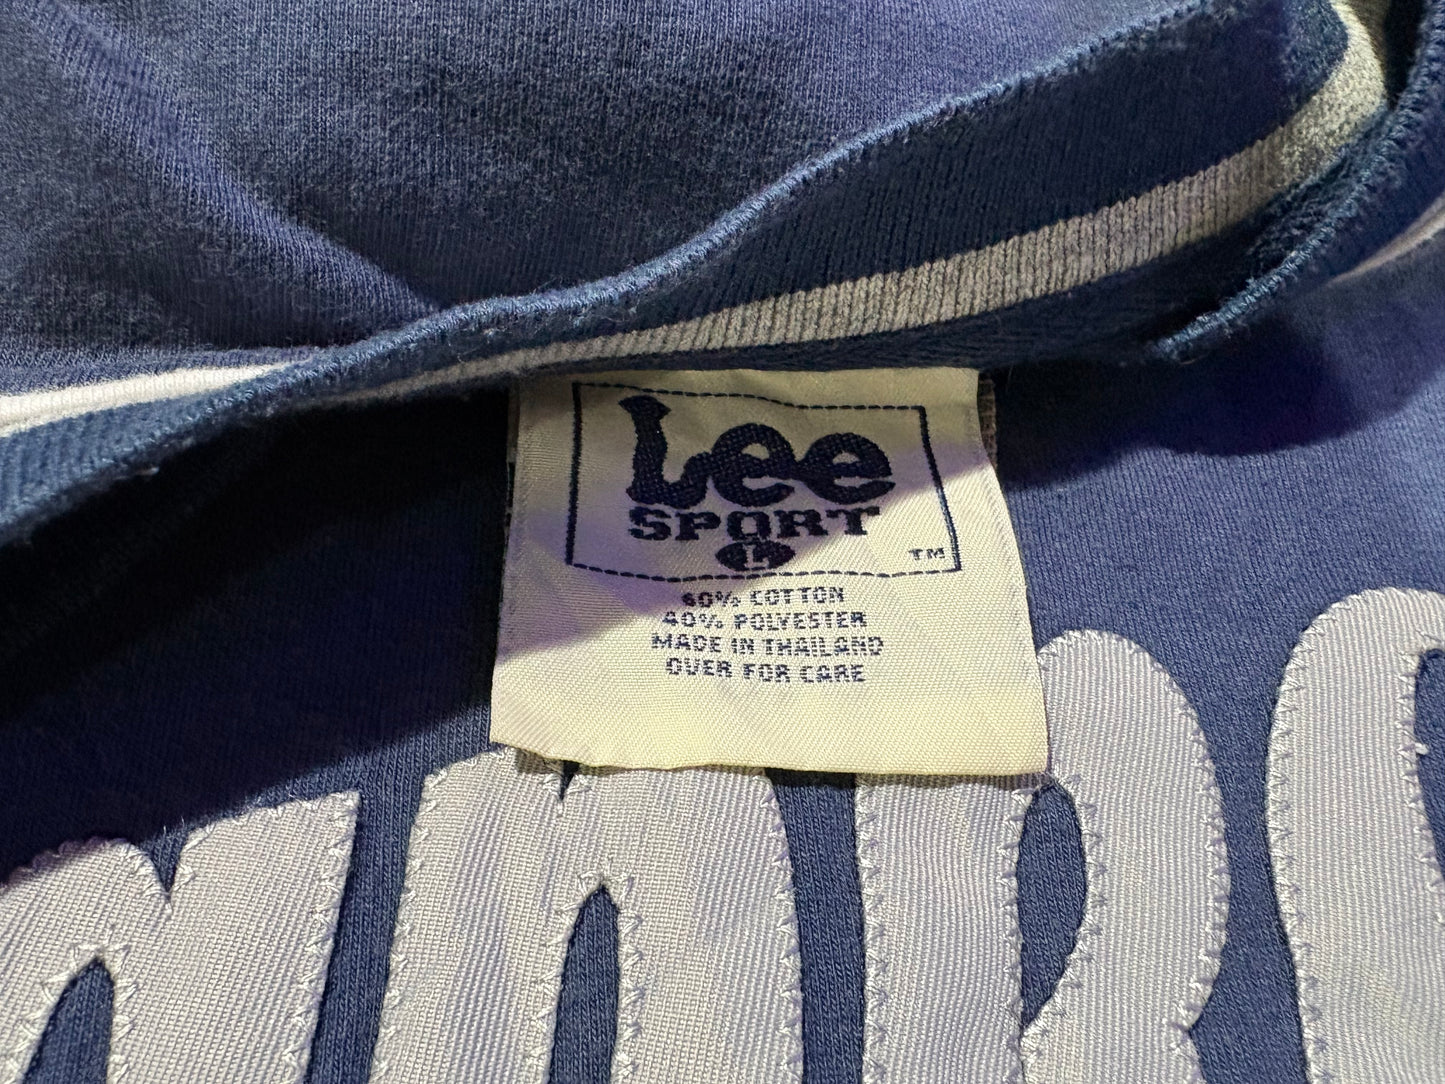 Lee
SPORT
L
TM
60% COTTON
40% POLYESTER
MADE IN THAILAND
OVER FOR CARE